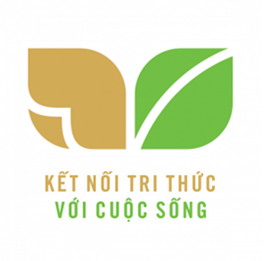 KẾT NỐI TRI THỨC
VỚI CUỘC SỐNG